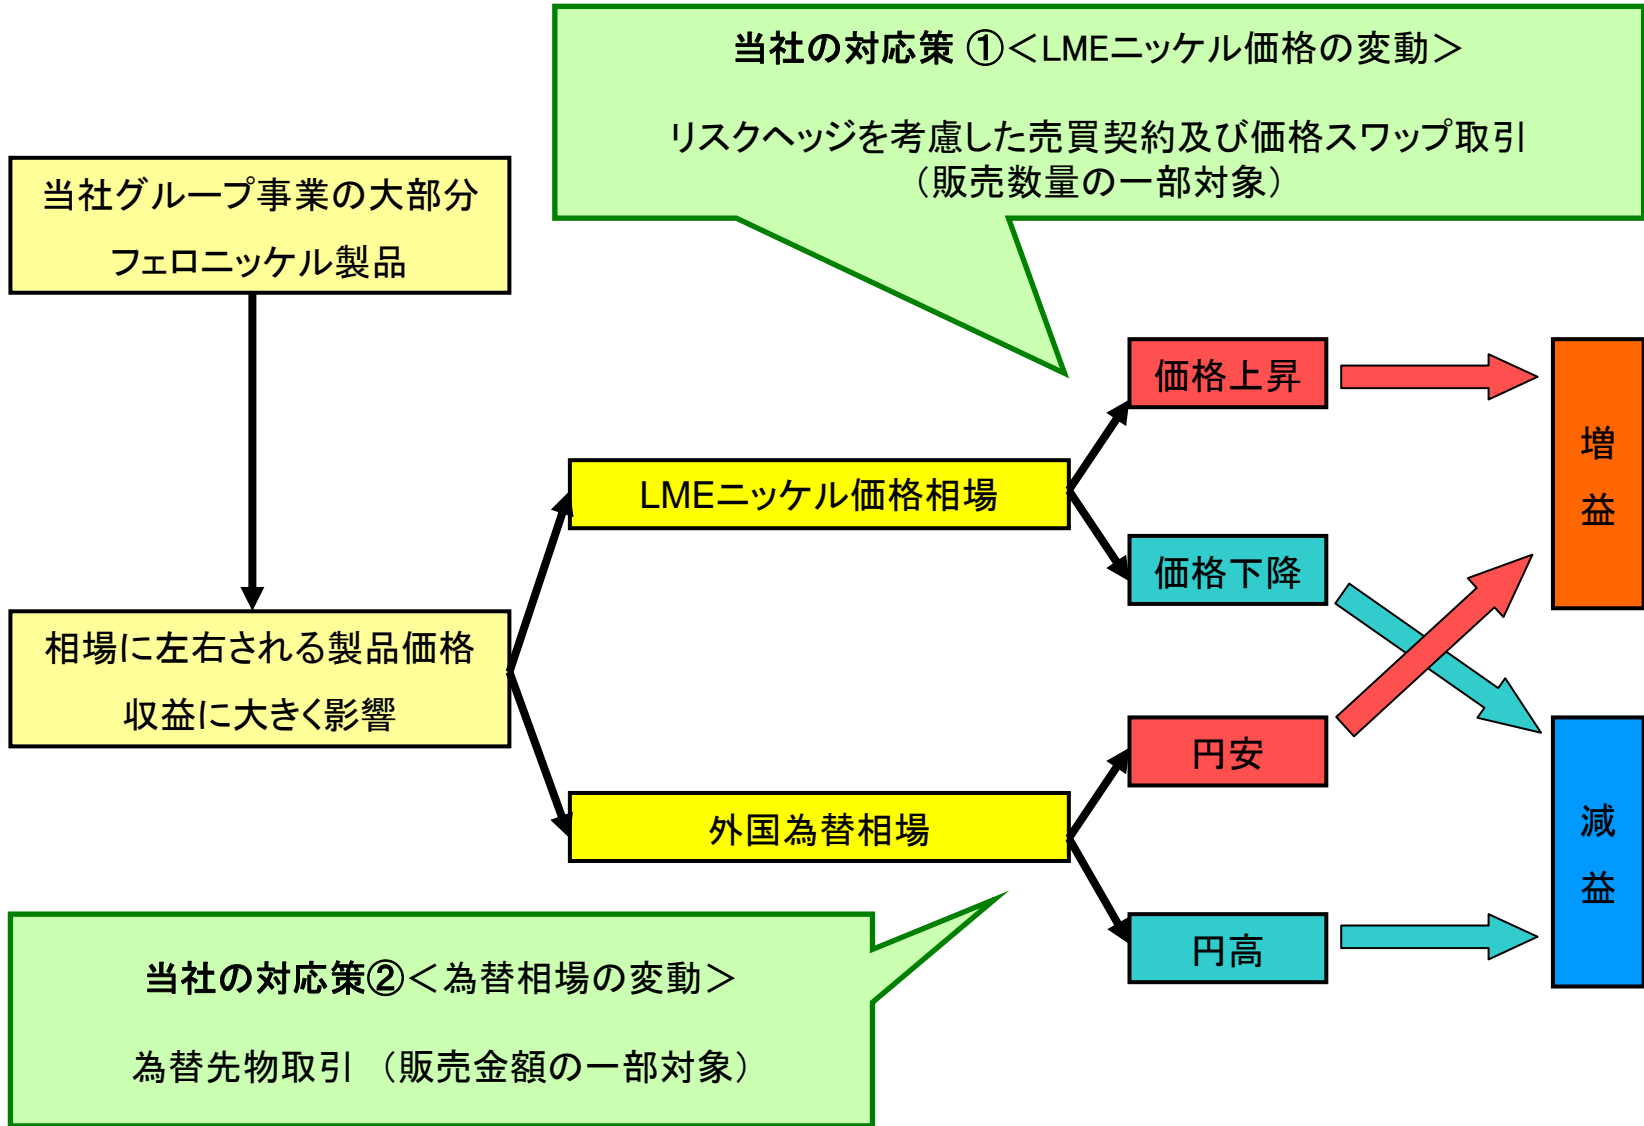 当社の対応策 ①＜LMEニッケル価格の変動＞
リスクヘッジを考慮した売買契約及び価格スワップ取引
（販売数量の一部対象）
当社グループ事業の大部分
フェロニッケル製品
相場に左右される製品価格
収益に大きく影響
LMEニッケル価格相場
外国為替相場
価格上昇
価格下降
円安
円高
増
益
減
益
当社の対応策②＜為替相場の変動＞
為替先物取引 （販売金額の一部対象）